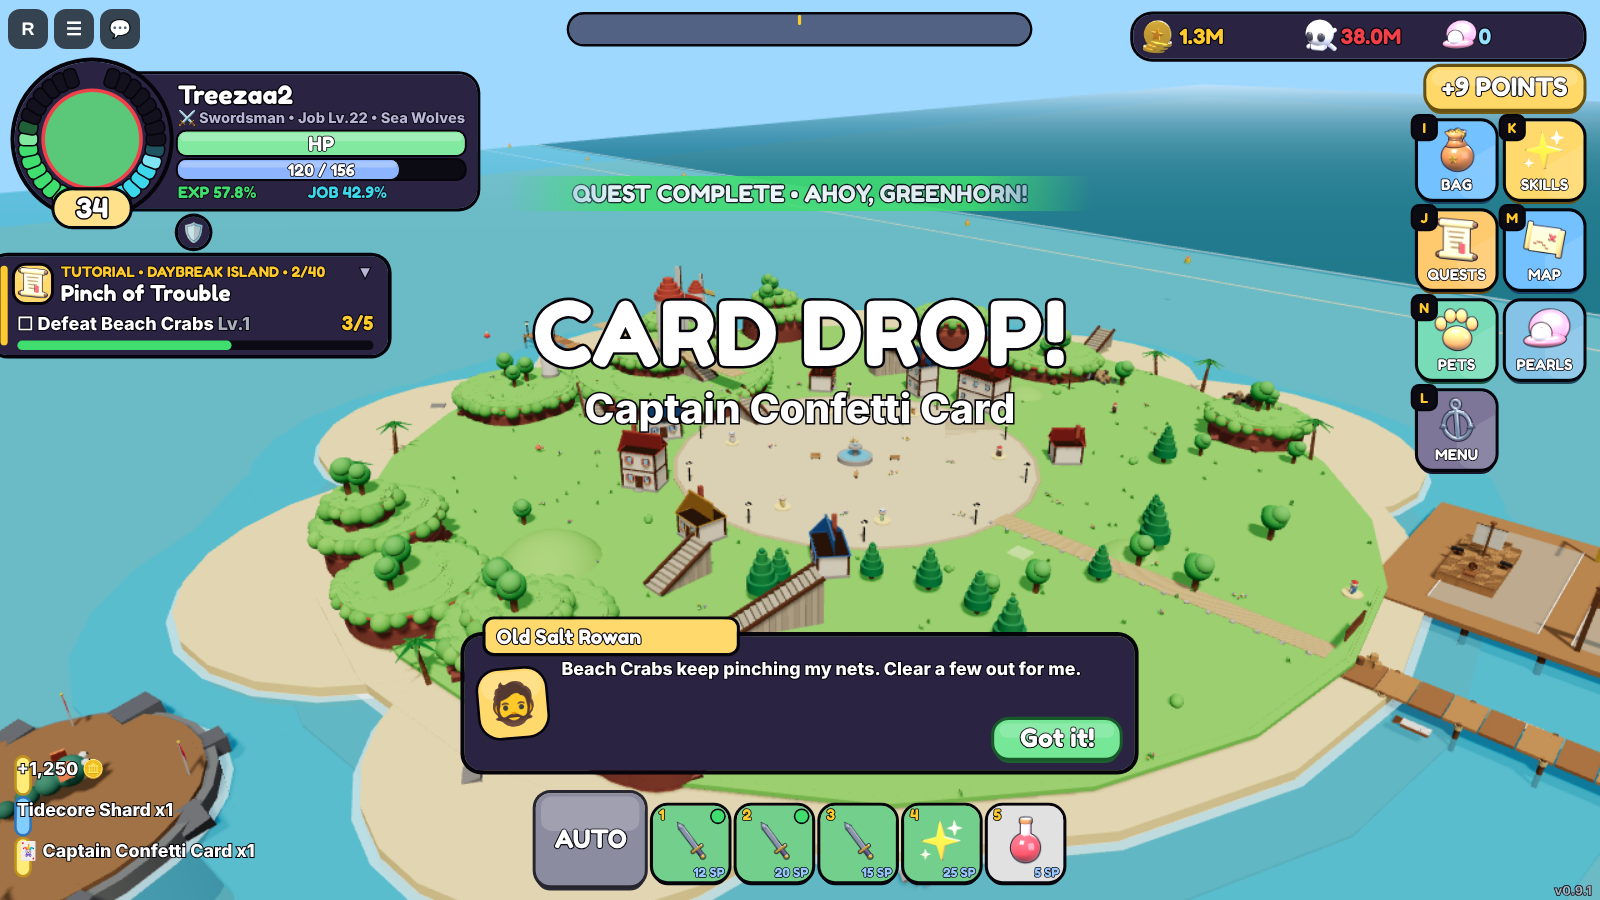 R
1.3M
38.0M
0
+9 POINTS
Treezaa2
Swordsman • Job Lv.22 • Sea Wolves
HP
120 / 156
EXP 57.8%
JOB 42.9%
34
I
BAG
K
SKILLS
J
QUESTS
M
MAP
N
PETS
PEARLS
L
MENU
QUEST COMPLETE • AHOY, GREENHORN!
TUTORIAL • DAYBREAK ISLAND • 2/40
Pinch of Trouble
Defeat Beach Crabs Lv.1
3/5
CARD DROP!
Captain Confetti Card
Old Salt Rowan
Beach Crabs keep pinching my nets. Clear a few out for me.
Got it!
+1,250
Tidecore Shard x1
Captain Confetti Card x1
AUTO
1
12 SP
2
20 SP
3
15 SP
4
25 SP
5
5 SP
v0.9.1